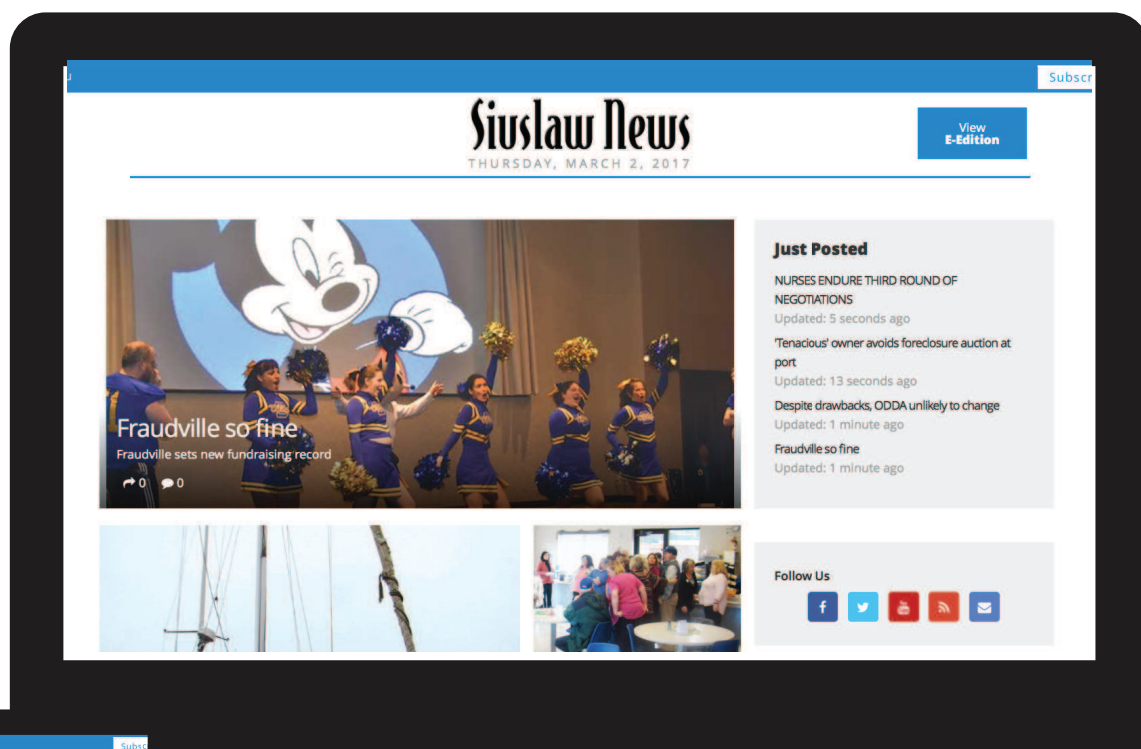 Subscr
Siuslaw News
THURSDAY, MARCH 2, 2017
View
E-Edition
Fraudville so fine
Fraudville sets new fundraising record
0 0
Just Posted
NURSES ENDURE THIRD ROUND OF
NEGOTIATIONS
Updated: 5 seconds ago
'Tenacious' owner avoids foreclosure auction at
port
Updated: 13 seconds ago
Despite drawbacks, ODDA unlikely to change
Updated: 1 minute ago
Fraudville so fine
Updated: 1 minute ago
Follow Us
Subsc